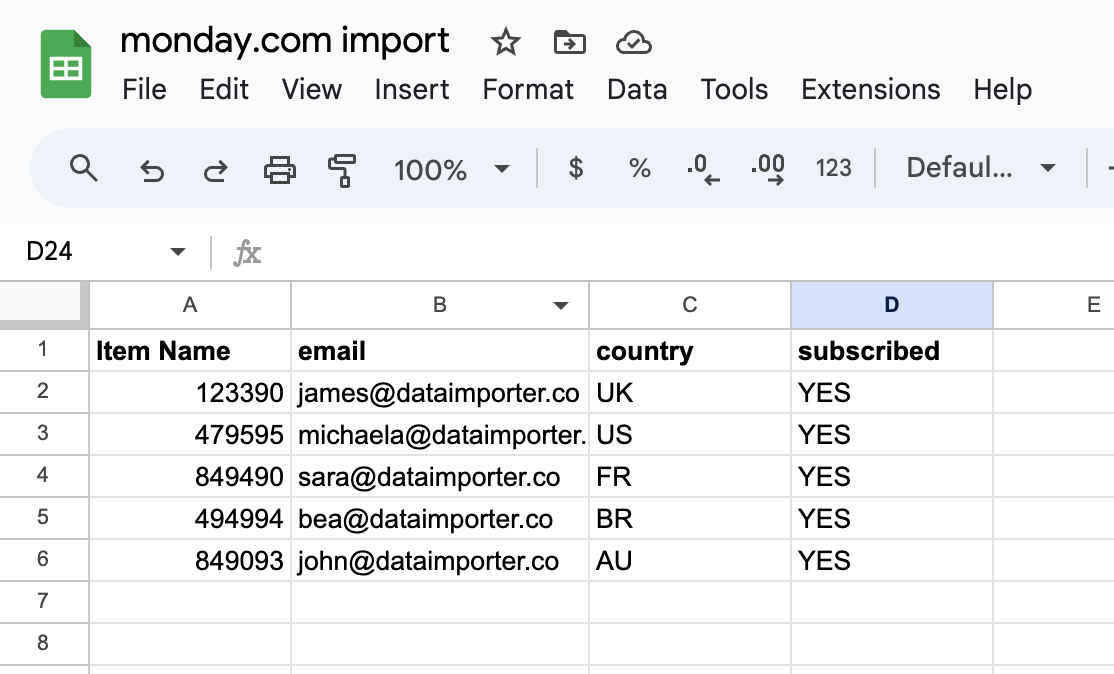 monday.com import
File Edit View Insert Format Data Tools Extensions Help
100% $ % .0 .00 123 Defaul...
D24 fx
A B C D E
1 Item Name email country subscribed
2 123390 james@dataimporter.co UK YES
3 479595 michaela@dataimporter. US YES
4 849490 sara@dataimporter.co FR YES
5 494994 bea@dataimporter.co BR YES
6 849093 john@dataimporter.co AU YES
7
8